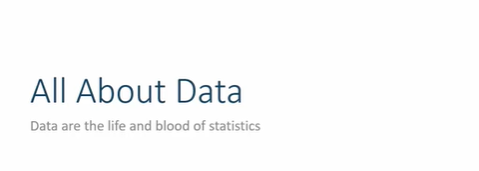 All About Data
Data are the life and blood of statistics